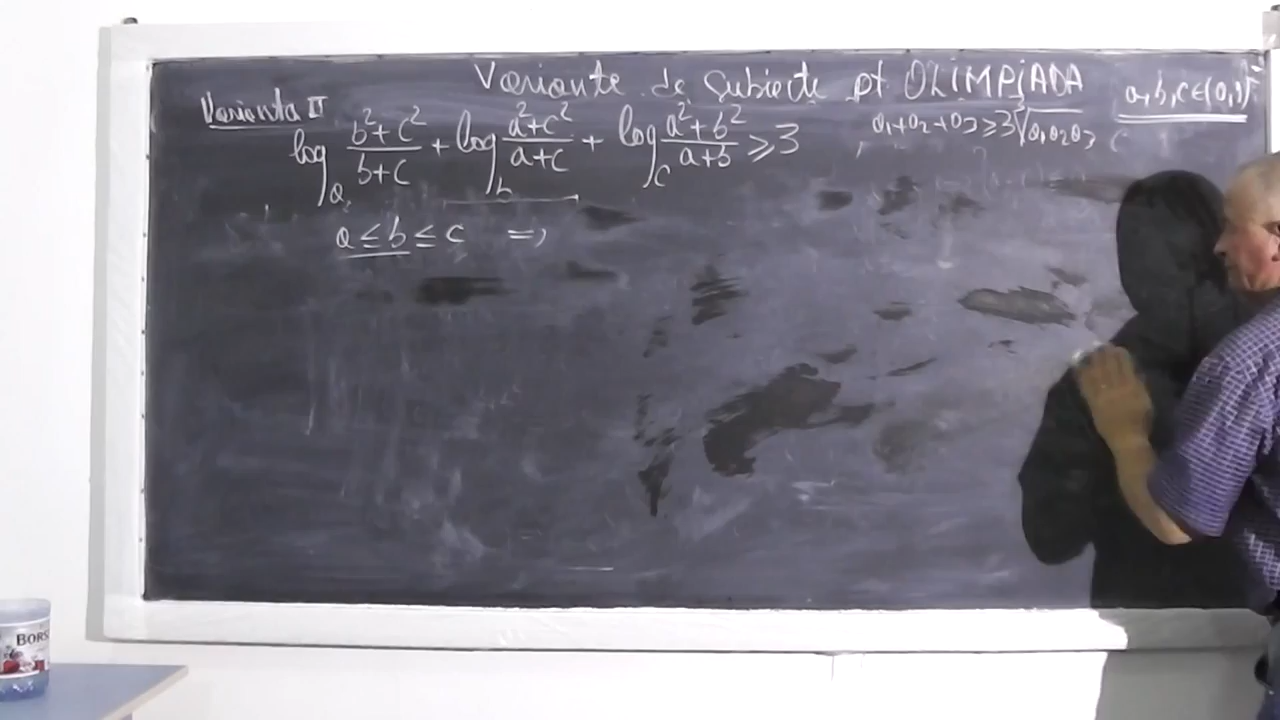 Variante de subiecte pt OLIMPiADA
a,b,c∈(0,1)
Varianta II
log_a (b²+c²)/(b+c) + log_b (a²+c²)/(a+c) + log_c (a²+b²)/(a+b) ≥ 3
a₁+a₂+a₃ ≥ 3∛(a₁a₂a₃)
a ≤ b ≤ c ⇒
BORS